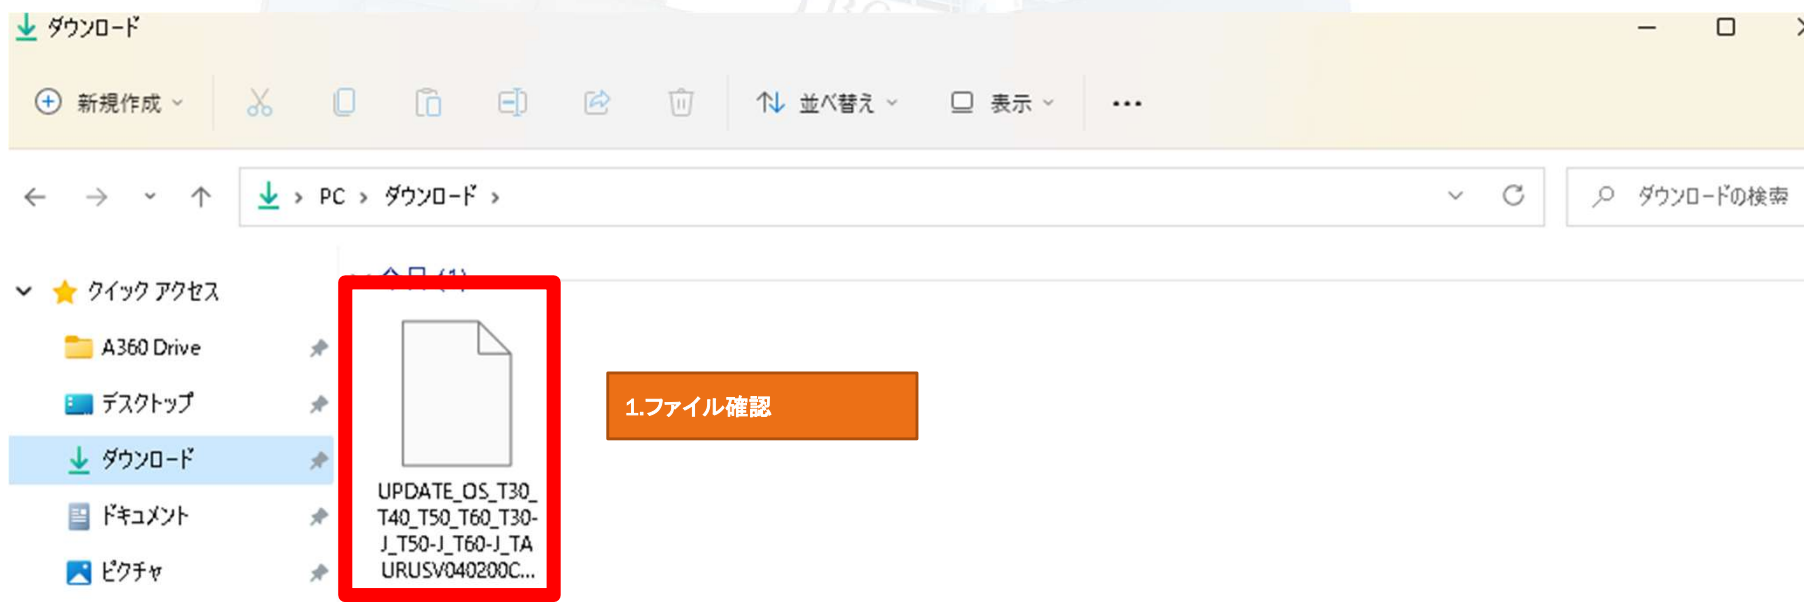 ダウンロード
新規作成
並べ替え
表示
PC > ダウンロード >
ダウンロードの検索
クイック アクセス
A360 Drive
デスクトップ
ダウンロード
ドキュメント
ピクチャ
今日 (1)
UPDATE_OS_T30_
T40_T50_T60_T30-
J_T50-J_T60-J_TA
URUSV040200C...
1.ファイル確認